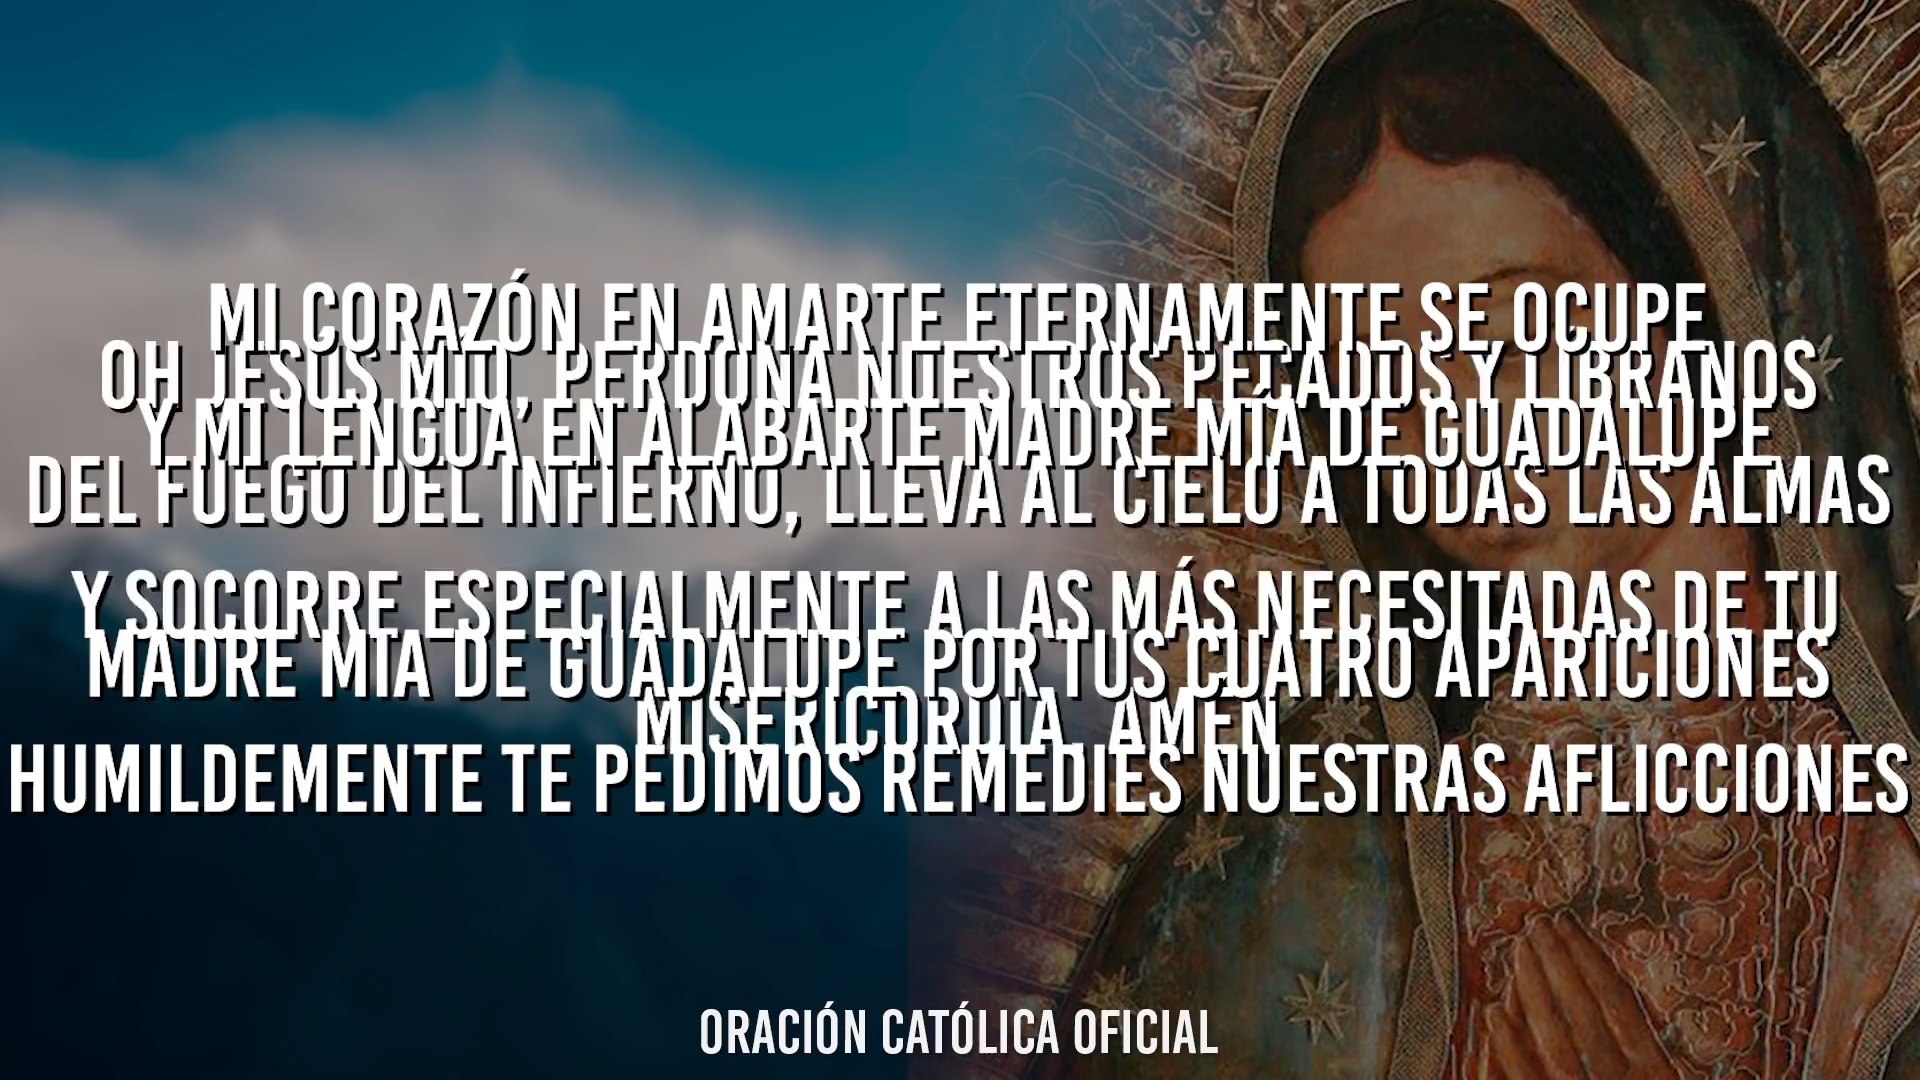 MI CORAZÓN EN AMARTE ETERNAMENTE SE OCUPE
OH JESÚS MÍO, PERDONA NUESTROS PECADOS Y LÍBRANOS
Y MI LENGUA EN ALABARTE MADRE MÍA DE GUADALUPE
DEL FUEGO DEL INFIERNO, LLEVA AL CIELO A TODAS LAS ALMAS
Y SOCORRE ESPECIALMENTE A LAS MÁS NECESITADAS DE TU
MADRE MIA DE GUADALUPE POR TUS CUATRO APARICIONES
MISERICORDIA. AMÉN
HUMILDEMENTE TE PEDIMOS REMEDIES NUESTRAS AFLICCIONES
ORACIÓN CATÓLICA OFICIAL